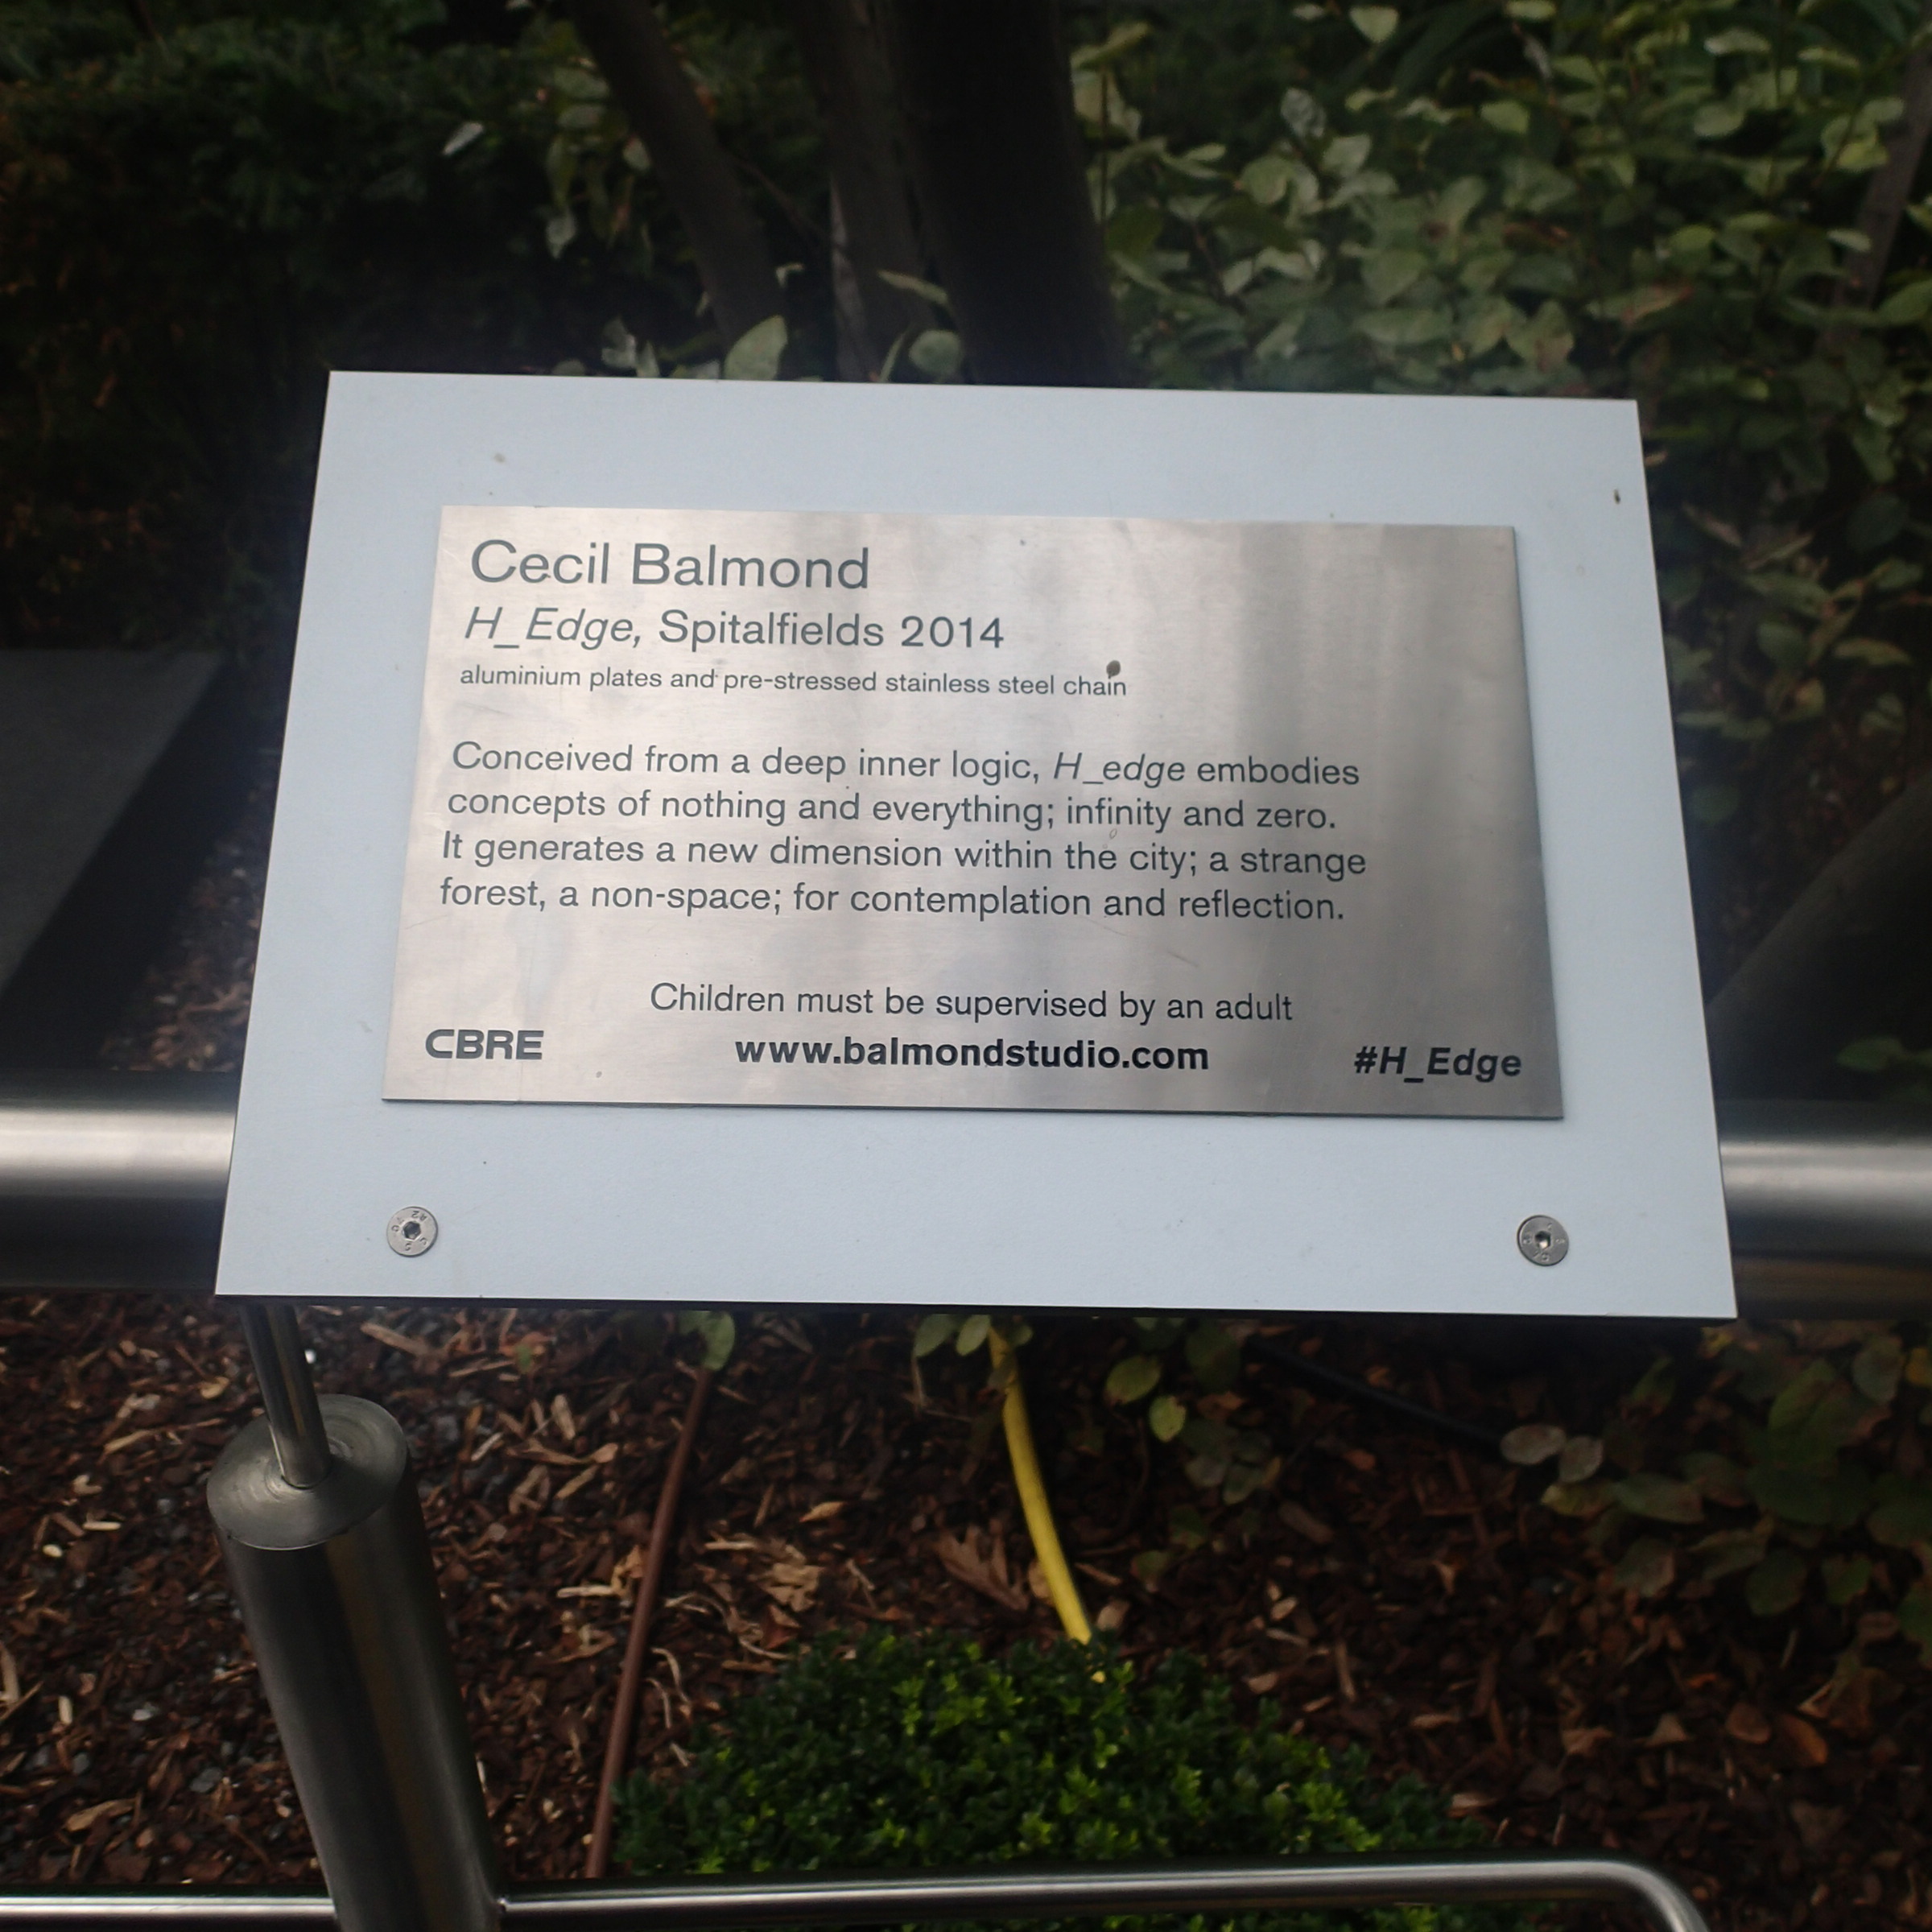 Cecil Balmond
H_Edge, Spitalfields 2014
aluminium plates and pre-stressed stainless steel chain
Conceived from a deep inner logic, H_edge embodies
concepts of nothing and everything; infinity and zero.
It generates a new dimension within the city; a strange
forest, a non-space; for contemplation and reflection.
Children must be supervised by an adult
CBRE
www.balmondstudio.com
#H_Edge